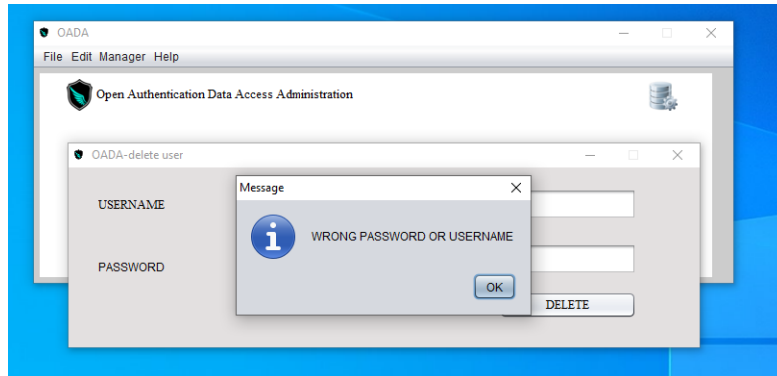 OADA
File Edit Manager Help
Open Authentication Data Access Administration
OADA-delete user
Message
USERNAME
WRONG PASSWORD OR USERNAME
PASSWORD
OK
DELETE